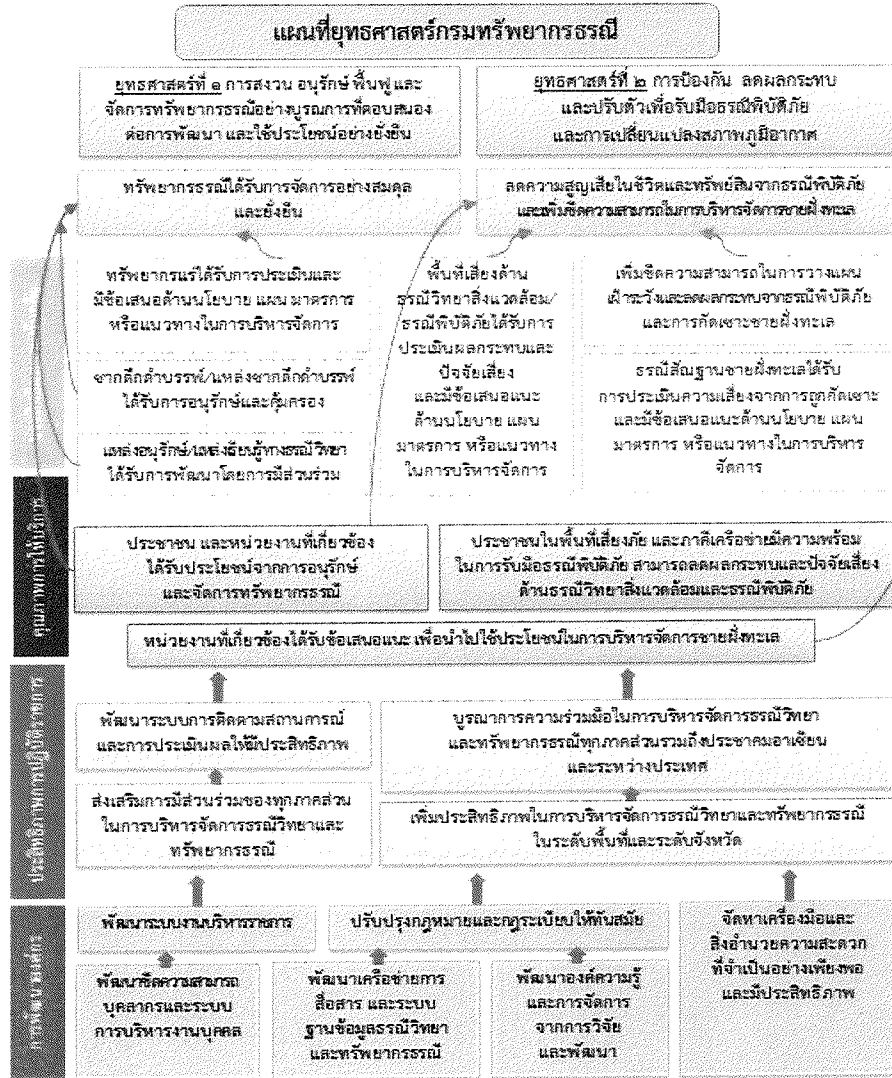 แผนที่ยุทธศาสตร์กรมทรัพยากรธรณี
ยุทธศาสตร์ที่ ๑ การสงวน อนุรักษ์ ฟื้นฟู และ
จัดการทรัพยากรธรณีอย่างบูรณการที่ตอบสนอง
ต่อการพัฒนา และใช้ประโยชน์อย่างยั่งยืน
ยุทธศาสตร์ที่ ๒ การป้องกัน ลดผลกระทบ
และปรับตัวเพื่อรับมือธรณีพิบัติภัย
และการเปลี่ยนแปลงสภาพภูมิอากาศ
ทรัพยากรธรณีได้รับการจัดการอย่างสมดุล
และยั่งยืน
ลดความสูญเสียในชีวิตและทรัพย์สินจากธรณีพิบัติภัย
และเพิ่มขีดความสามารถในการบริหารจัดการชายฝั่งทะเล
ทรัพยากรแร่ได้รับการประเมินและ
มีข้อเสนอด้านนโยบาย แผน มาตรการ
หรือแนวทางในการบริหารจัดการ
ซากดึกดำบรรพ์/แหล่งซากดึกดำบรรพ์
ได้รับการอนุรักษ์และคุ้มครอง
แหล่งอนุรักษ์/แหล่งเรียนรู้ทางธรณีวิทยา
ได้รับการพัฒนาโดยการมีส่วนร่วม
พื้นที่เสี่ยงด้าน
ธรณีวิทยาสิ่งแวดล้อม/
ธรณีพิบัติภัยได้รับการ
ประเมินผลกระทบและ
ปัจจัยเสี่ยง
และมีข้อเสนอแนะ
ด้านนโยบาย แผน
มาตรการ หรือแนวทาง
ในการบริหารจัดการ
เพิ่มขีดความสามารถในการวางแผน
เฝ้าระวังและลดผลกระทบจากธรณีพิบัติภัย
และการกัดเซาะชายฝั่งทะเล
ธรณีสัณฐานชายฝั่งทะเลได้รับ
การประเมินความเสี่ยงจากการถูกกัดเซาะ
และมีข้อเสนอแนะด้านนโยบาย แผน
มาตรการ หรือแนวทางในการบริหาร
จัดการ
คุณภาพการให้บริการ
ประชาชน และหน่วยงานที่เกี่ยวข้อง
ได้รับประโยชน์จากการอนุรักษ์
และจัดการทรัพยากรธรณี
ประชาชนในพื้นที่เสี่ยงภัย และภาคีเครือข่ายมีความพร้อม
ในการรับมือธรณีพิบัติภัย สามารถลดผลกระทบและปัจจัยเสี่ยง
ด้านธรณีวิทยาสิ่งแวดล้อมและธรณีพิบัติภัย
หน่วยงานที่เกี่ยวข้องได้รับข้อเสนอแนะ เพื่อนำไปใช้ประโยชน์ในการบริหารจัดการชายฝั่งทะเล
ประสิทธิภาพการปฏิบัติราชการ
พัฒนาระบบการติดตามสถานการณ์
และการประเมินผลให้มีประสิทธิภาพ
บูรณาการความร่วมมือในการบริหารจัดการธรณีวิทยา
และทรัพยากรธรณีทุกภาคส่วนรวมถึงประชาคมอาเซียน
และระหว่างประเทศ
ส่งเสริมการมีส่วนร่วมของทุกภาคส่วน
ในการบริหารจัดการธรณีวิทยาและ
ทรัพยากรธรณี
เพิ่มประสิทธิภาพในการบริหารจัดการธรณีวิทยาและทรัพยากรธรณี
ในระดับพื้นที่และระดับจังหวัด
การพัฒนาองค์กร
พัฒนาระบบงานบริหารราชการ
ปรับปรุงกฎหมายและกฎระเบียบให้ทันสมัย
จัดหาเครื่องมือและ
สิ่งอำนวยความสะดวก
ที่จำเป็นอย่างเพียงพอ
และมีประสิทธิภาพ
พัฒนาขีดความสามารถ
บุคลากรและระบบ
การบริหารงานบุคคล
พัฒนาเครือข่ายการ
สื่อสาร และระบบ
ฐานข้อมูลธรณีวิทยา
และทรัพยากรธรณี
พัฒนาองค์ความรู้
และการจัดการ
จากการวิจัย
และพัฒนา